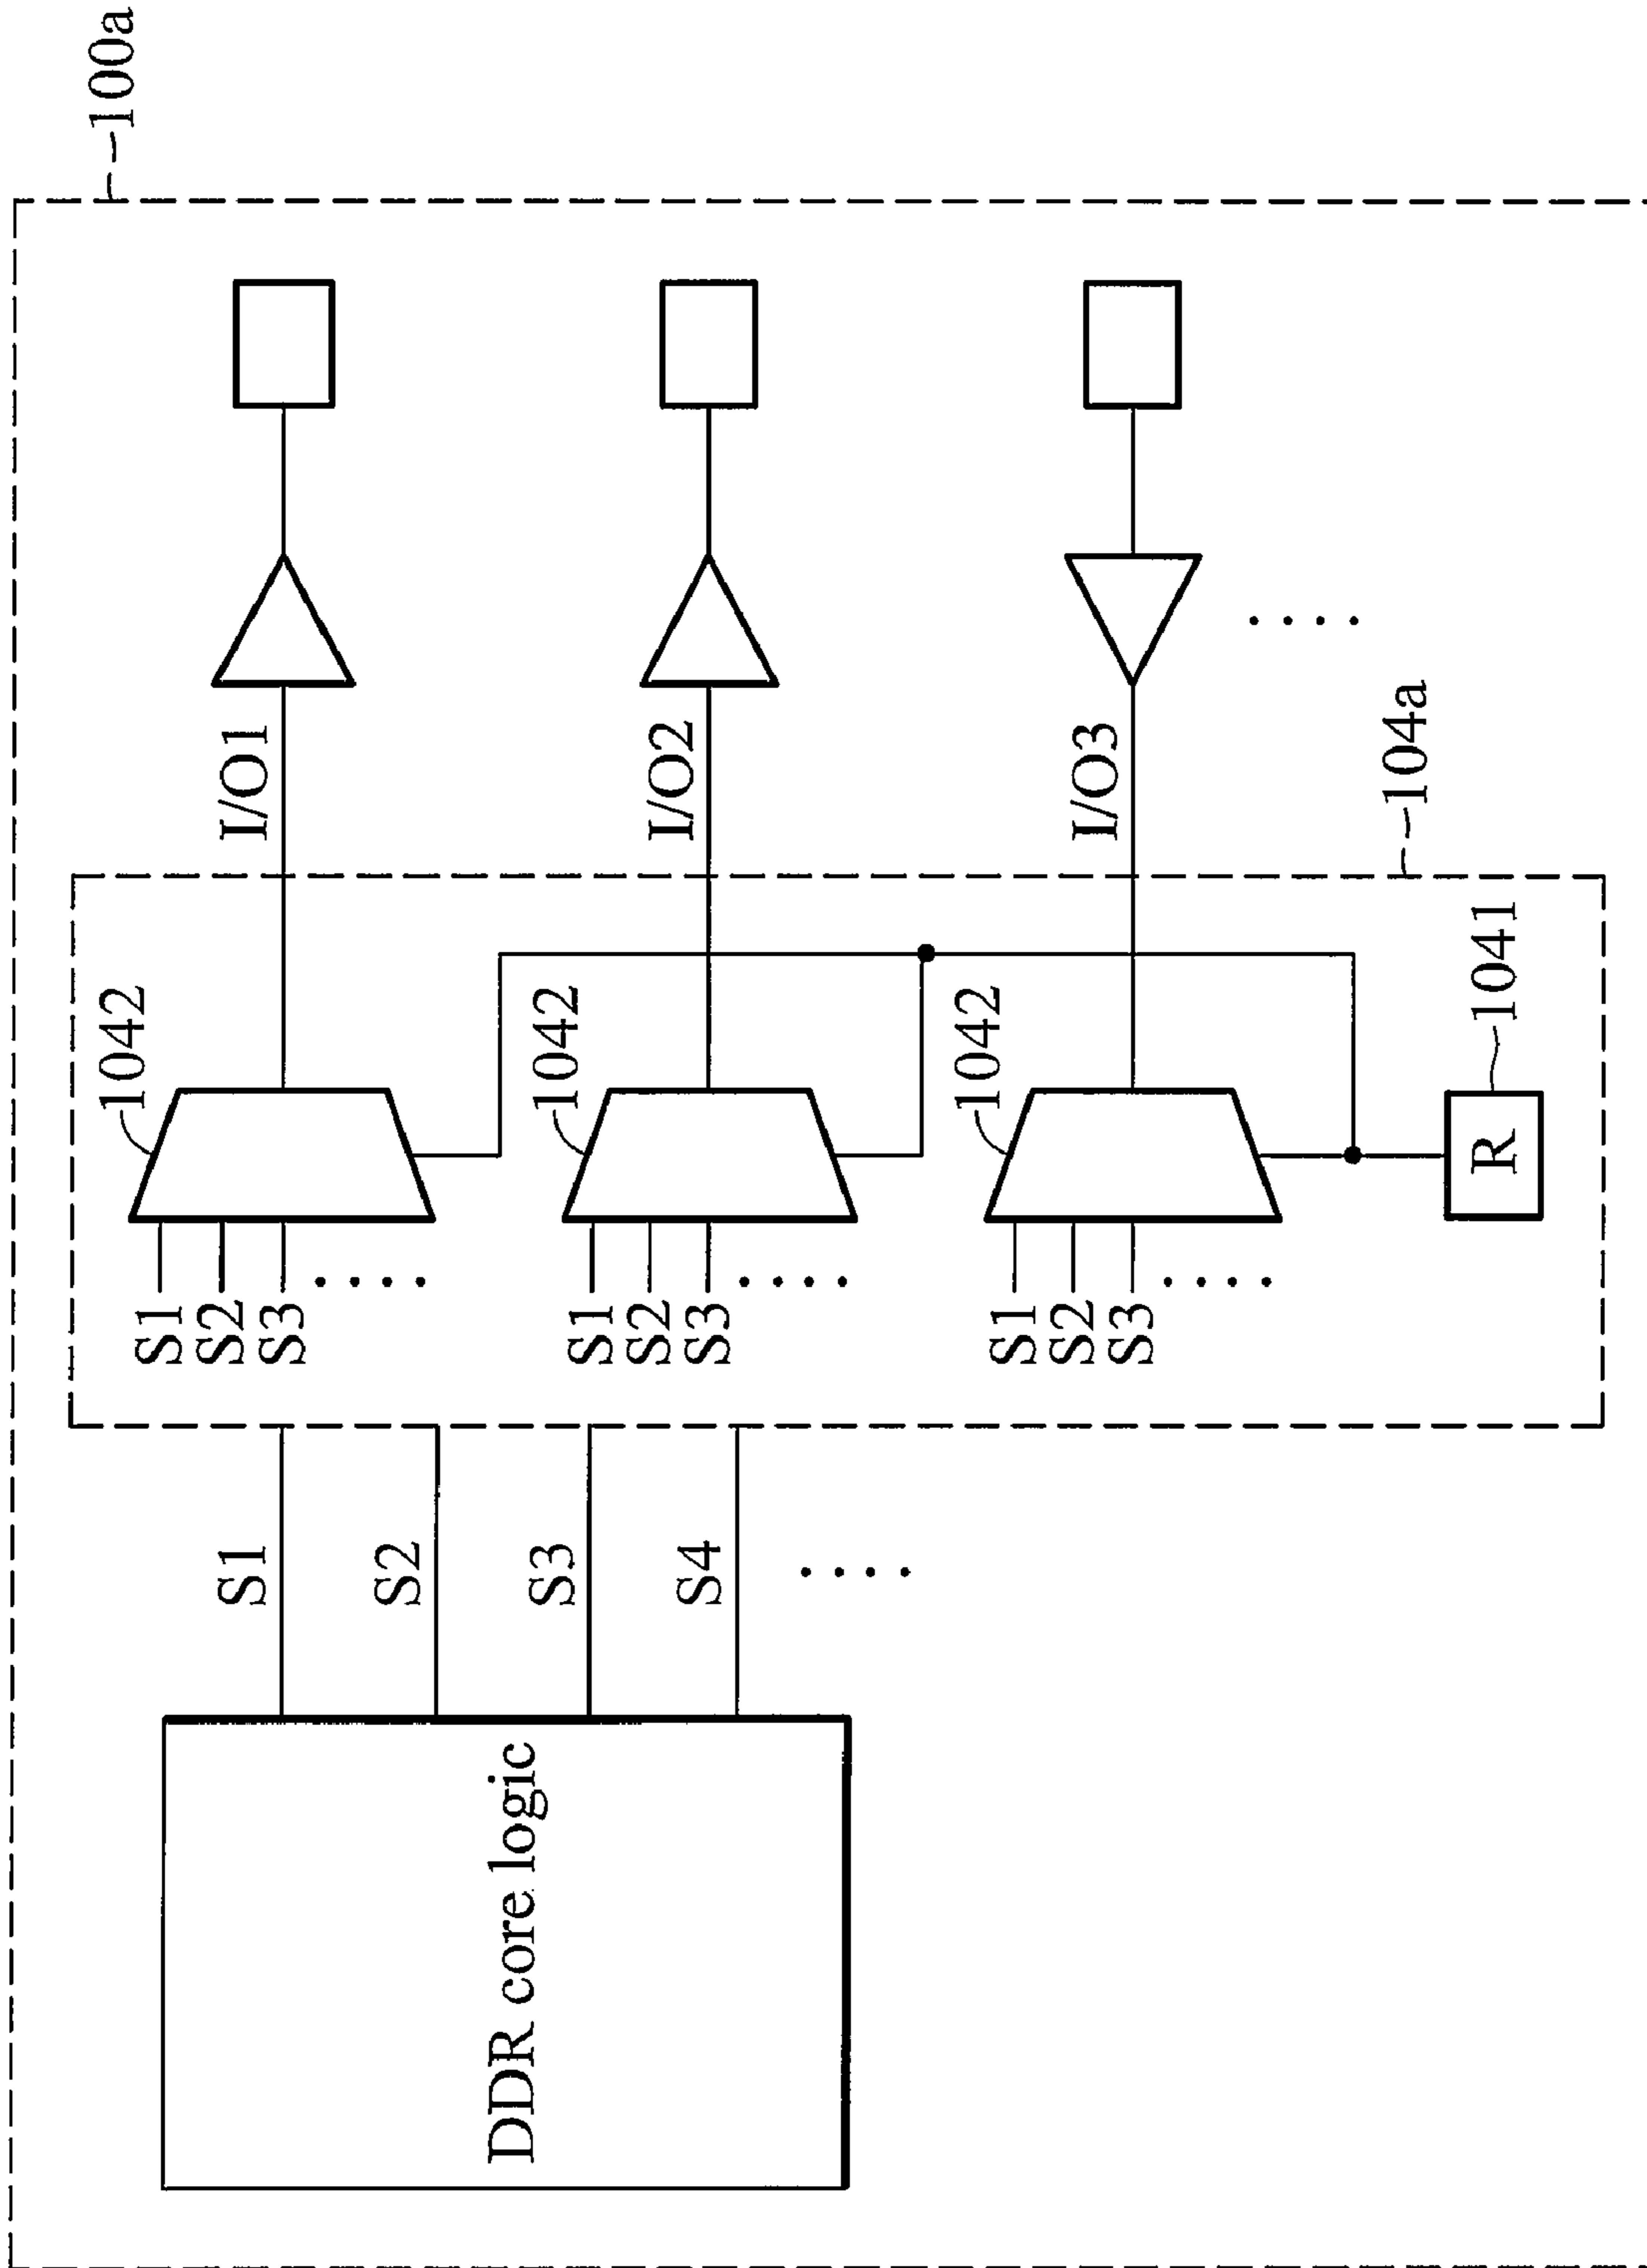 100a
DDR core logic
S1
S2
S3
S4
104a
1042
S1
S2
S3
1042
S1
S2
S3
1042
S1
S2
S3
R
1041
I/O1
I/O2
I/O3